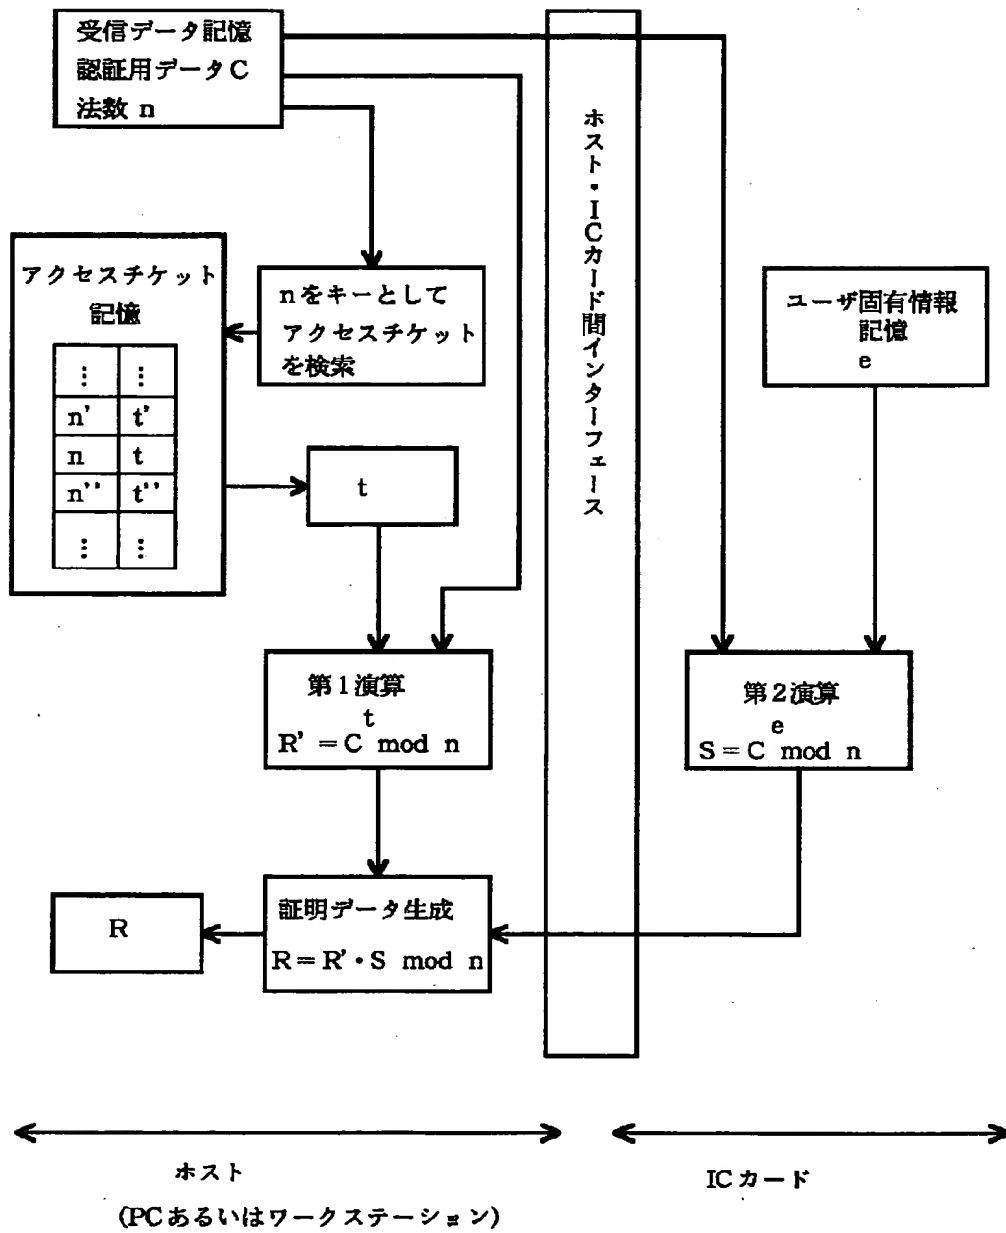 受信データ記憶
認証用データC
法数 n
ホスト・ICカード間インターフェース
アクセスチケット
記憶
⋮ ⋮
n' t'
n t
n'' t''
⋮ ⋮
nをキーとして
アクセスチケット
を検索
ユーザ固有情報
記憶
e
t
第1演算
t
R' = C mod n
第2演算
e
S = C mod n
証明データ生成
R = R'・S mod n
R
ホスト
(PCあるいはワークステーション)
ICカード